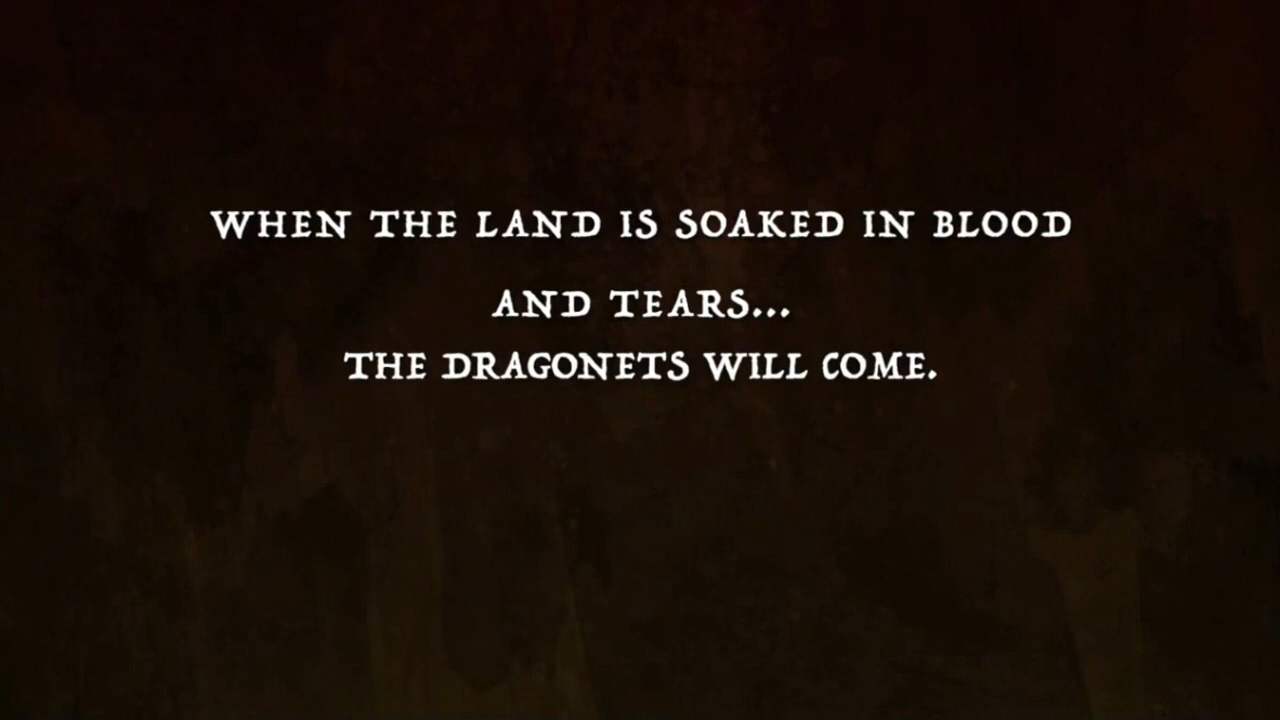 WHEN THE LAND IS SOAKED IN BLOOD
AND TEARS...
THE DRAGONETS WILL COME.